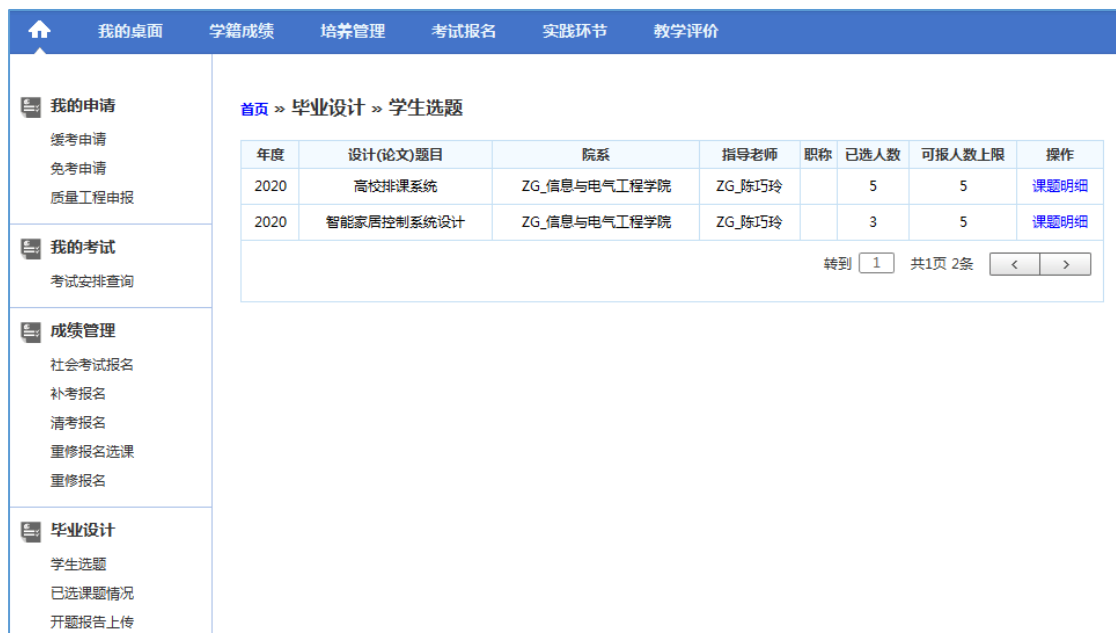 我的桌面 学籍成绩 培养管理 考试报名 实践环节 教学评价
我的申请
缓考申请
免考申请
质量工程申报
我的考试
考试安排查询
成绩管理
社会考试报名
补考报名
清考报名
重修报名选课
重修报名
毕业设计
学生选题
已选课题情况
开题报告上传
首页 » 毕业设计 » 学生选题
年度 设计(论文)题目 院系 指导老师 职称 已选人数 可报人数上限 操作
2020 高校排课系统 ZG_信息与电气工程学院 ZG_陈巧玲 5 5 课题明细
2020 智能家居控制系统设计 ZG_信息与电气工程学院 ZG_陈巧玲 3 5 课题明细
转到 1 共1页 2条 < >